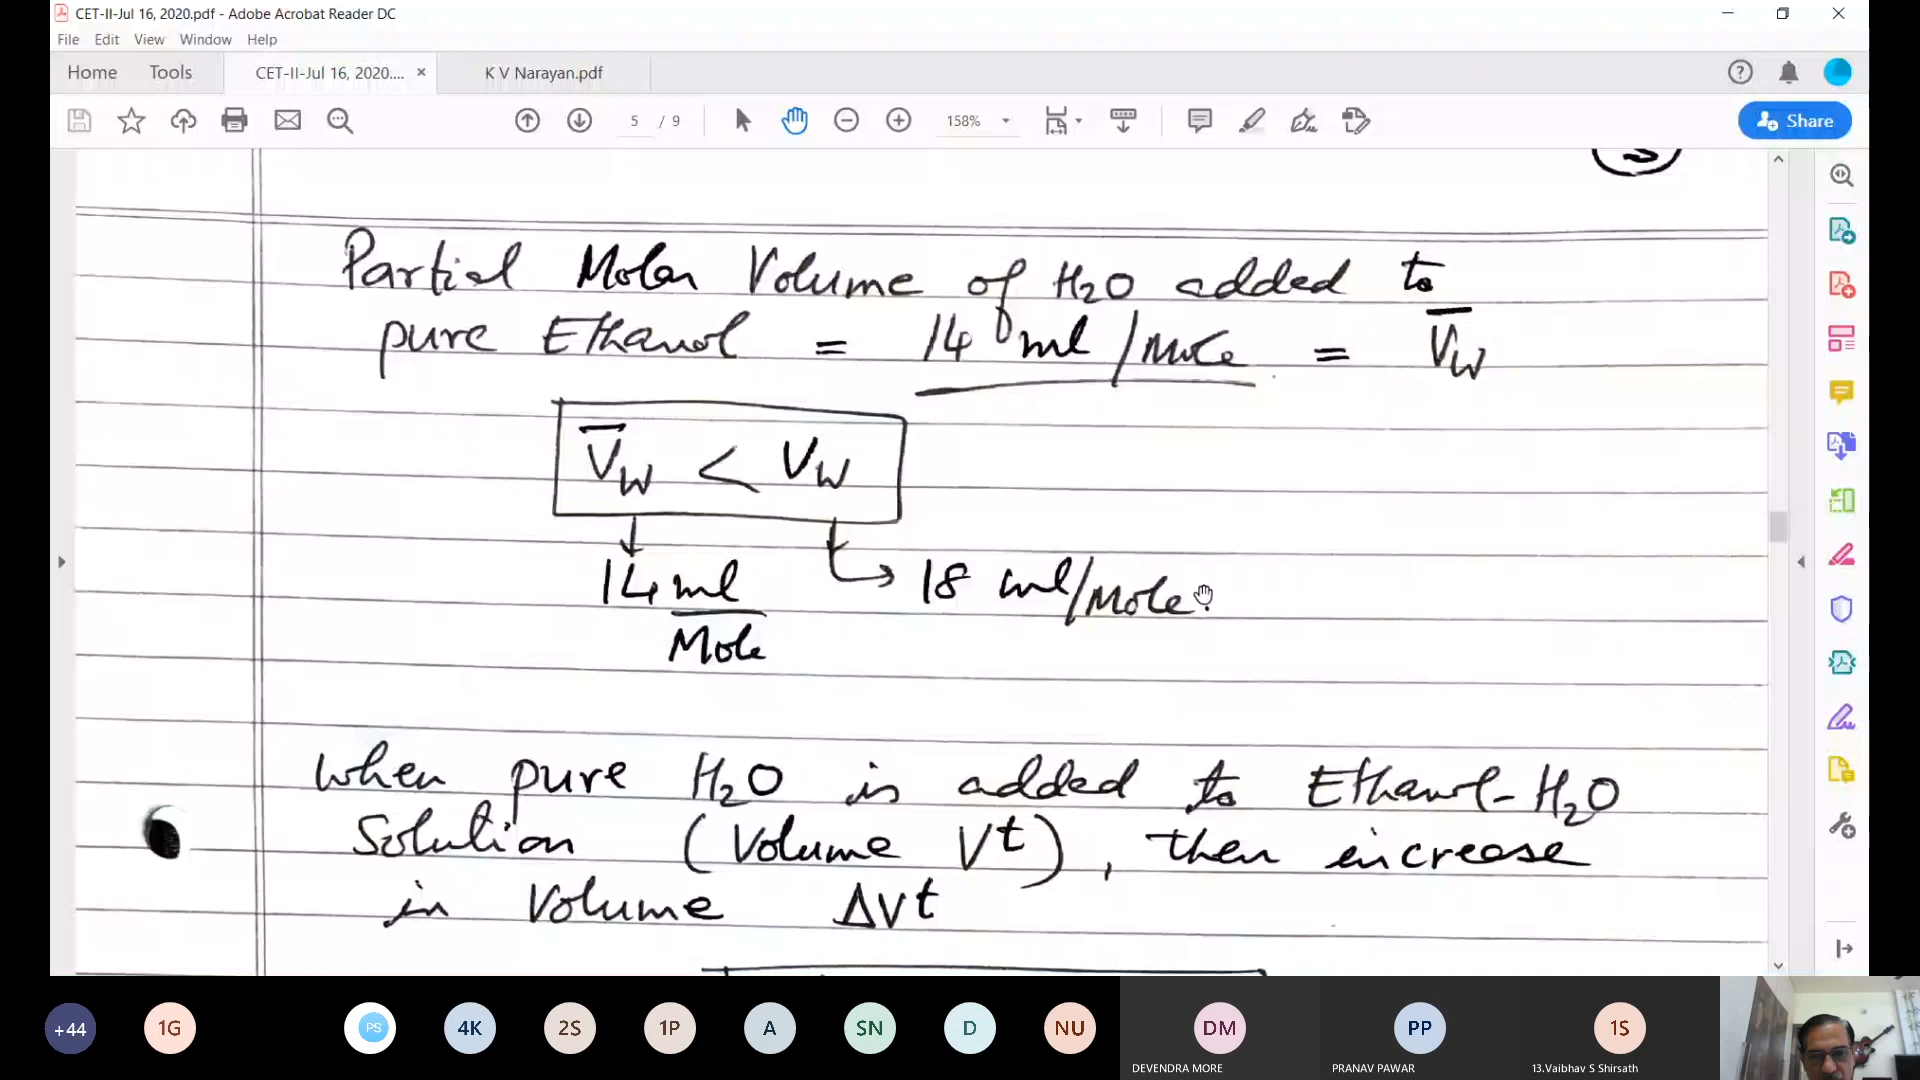 CET-II-Jul 16, 2020.pdf - Adobe Acrobat Reader DC
File Edit View Window Help
Home Tools CET-II-Jul 16, 2020.... × K V Narayan.pdf
5 / 9 158% Share
Partial Molar Volume of H2O added to
pure Ethanol = 14 ml/Mole = V̅w
V̅w < Vw
14 ml/Mole 18 ml/Mole
When pure H2O is added to Ethanol-H2O
Solution (Volume Vt), then increase
in Volume ΔVt
+44 1G PS 4K 2S 1P A SN D NU DM PP 1S
DEVENDRA MORE PRANAV PAWAR 13.Vaibhav S Shirsath